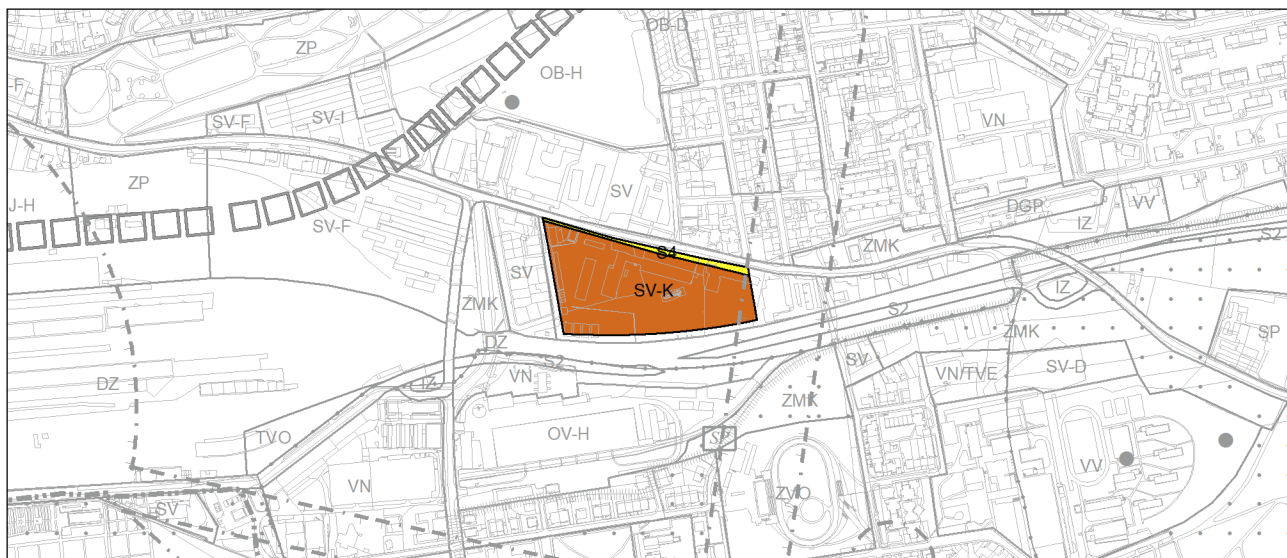 OB-D
ZP
OB-H
-F
SV-F
SV-I
VN
ZP
SV
J-H
SV-F
DGP
IZ
VV
SV
ZMK
S4
S2
SV-K
IZ
ZMK
S2
ZMK
DZ
SP
DZ
S2
VN
SV
VN/TVE
SV-D
IZ
ZMK
OV-H
SP
TVO
VV
VN
ZVO
SV